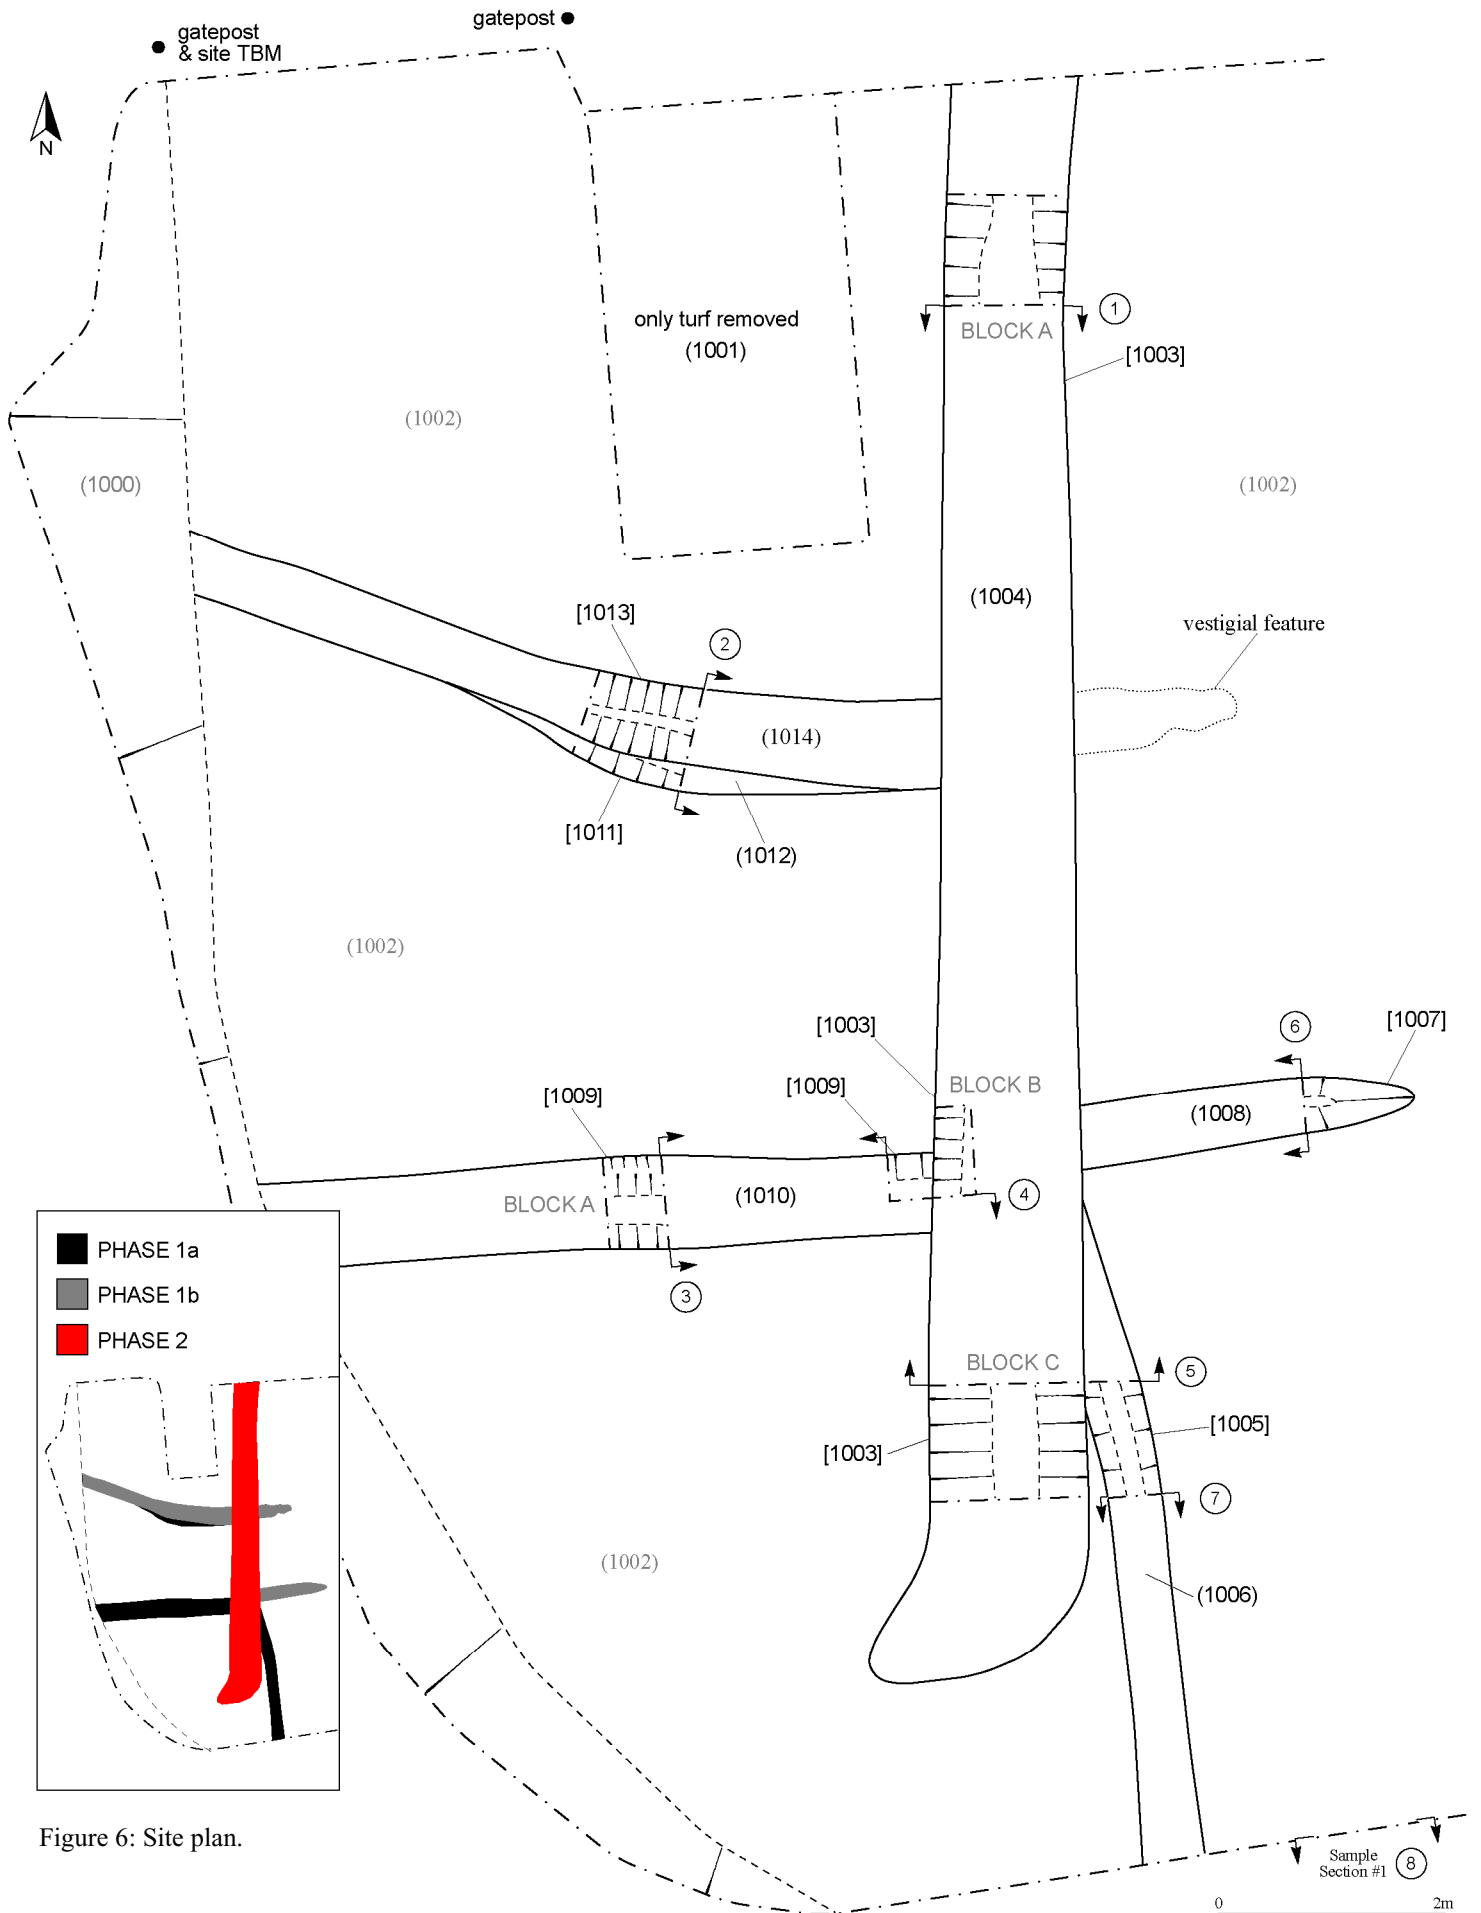 gatepost
gatepost
& site TBM
N
only turf removed
(1001)
1
BLOCK A
[1003]
(1002)
(1000)
(1002)
(1004)
[1013]
2
vestigial feature
(1014)
[1011]
(1012)
(1002)
[1003]
6
[1007]
BLOCK B
[1009]
[1009]
(1008)
BLOCK A
(1010)
4
3
PHASE 1a
PHASE 1b
PHASE 2
BLOCK C
5
[1003]
[1005]
7
(1002)
(1006)
Figure 6: Site plan.
Sample
Section #1
8
0
2m